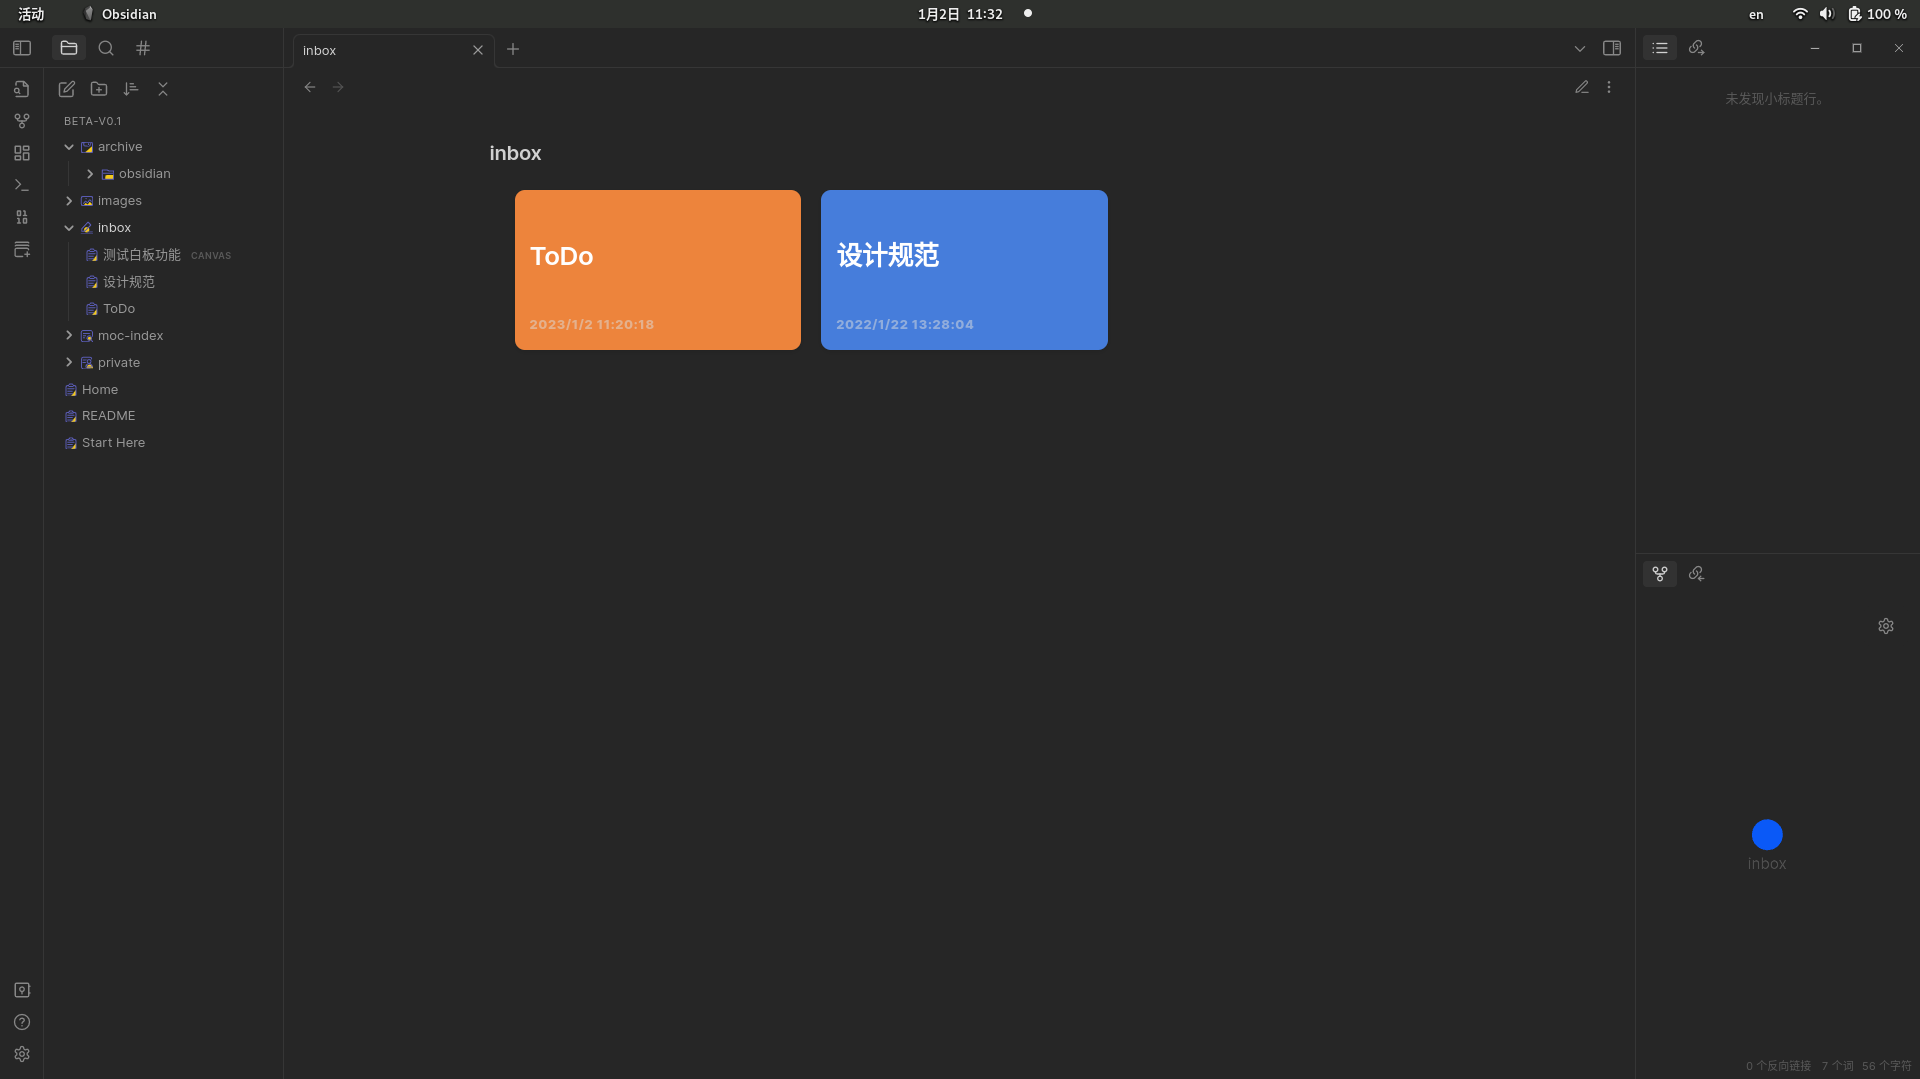 活动 Obsidian 1月2日 11:32 en 100 %
inbox
BETA-V0.1
archive
obsidian
images
inbox
测试白板功能 CANVAS
设计规范
ToDo
moc-index
private
Home
README
Start Here
inbox
ToDo
2023/1/2 11:20:18
设计规范
2022/1/22 13:28:04
未发现小标题行。
inbox
0 个反向链接 7 个词 56 个字符